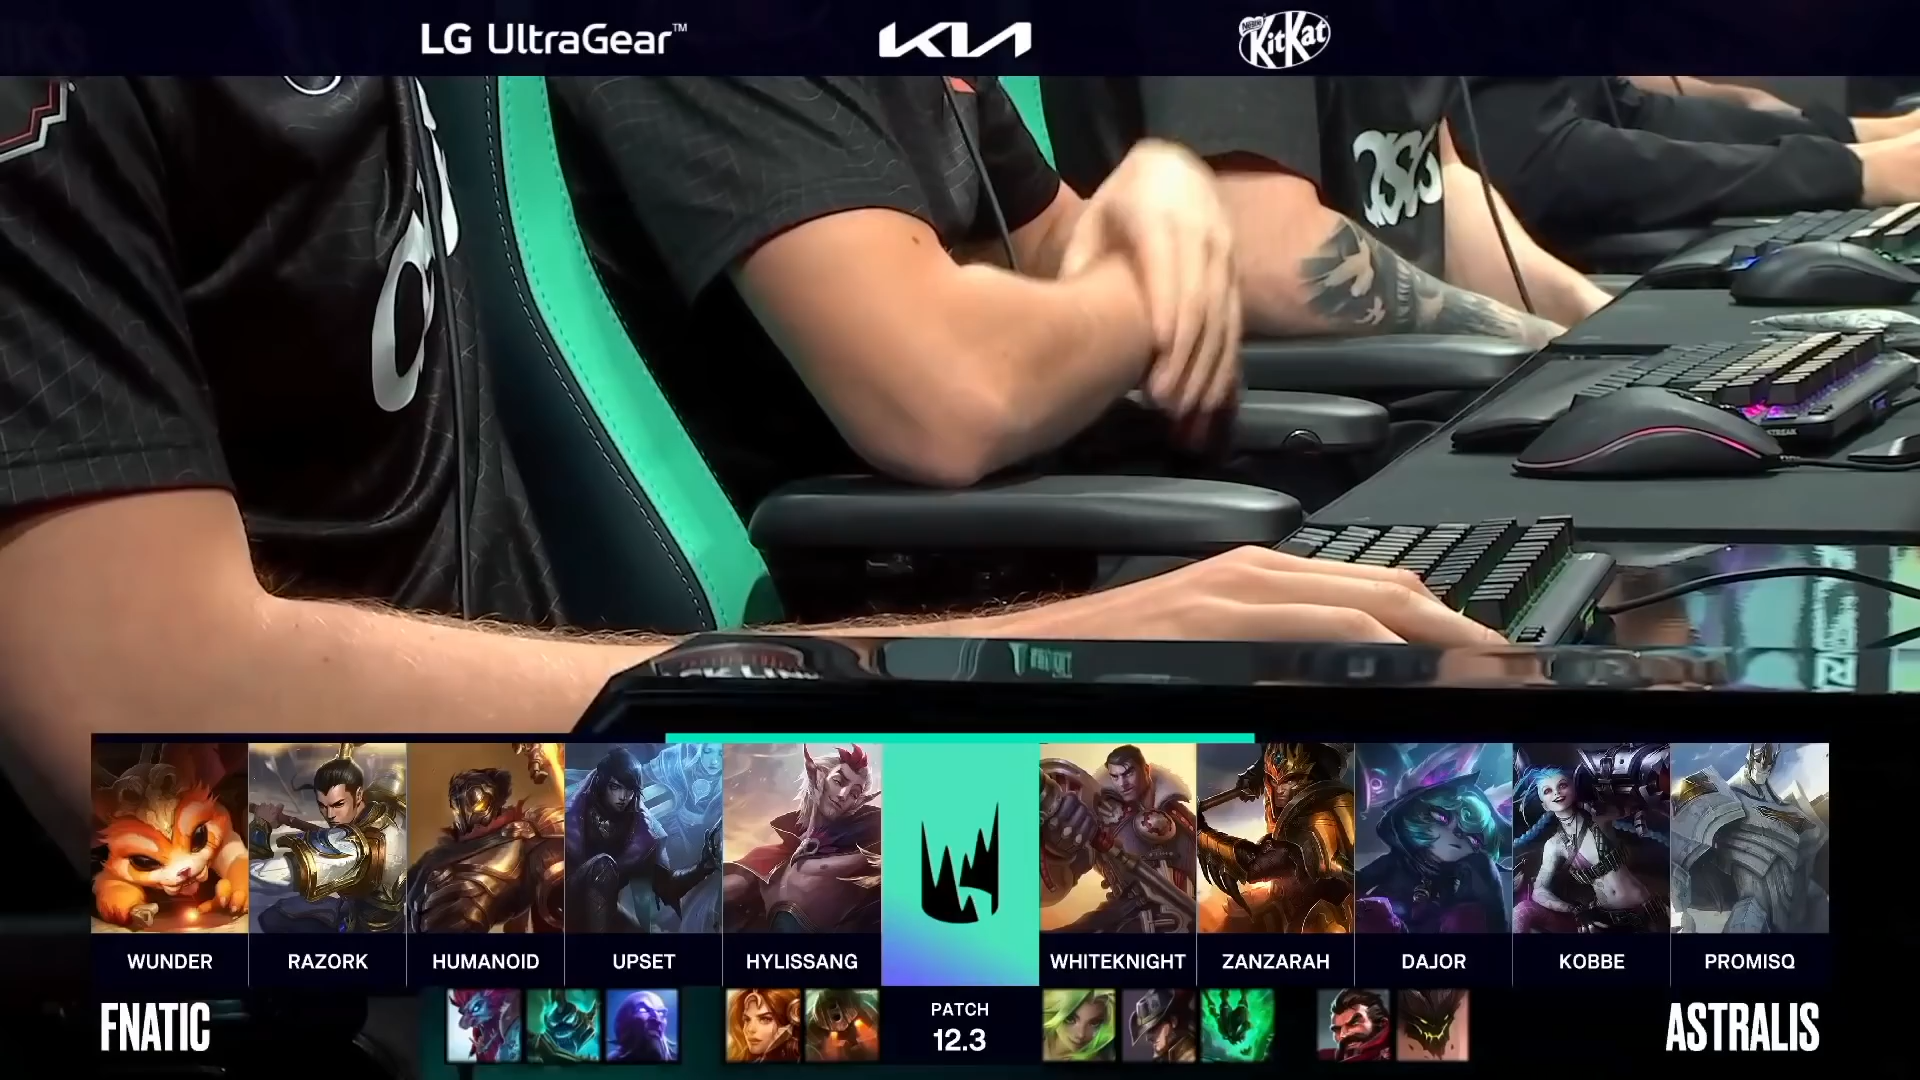 LG UltraGear™
KIA
Nestlé KitKat
WUNDER
RAZORK
HUMANOID
UPSET
HYLISSANG
WHITEKNIGHT
ZANZARAH
DAJOR
KOBBE
PROMISQ
FNATIC
PATCH
12.3
ASTRALIS